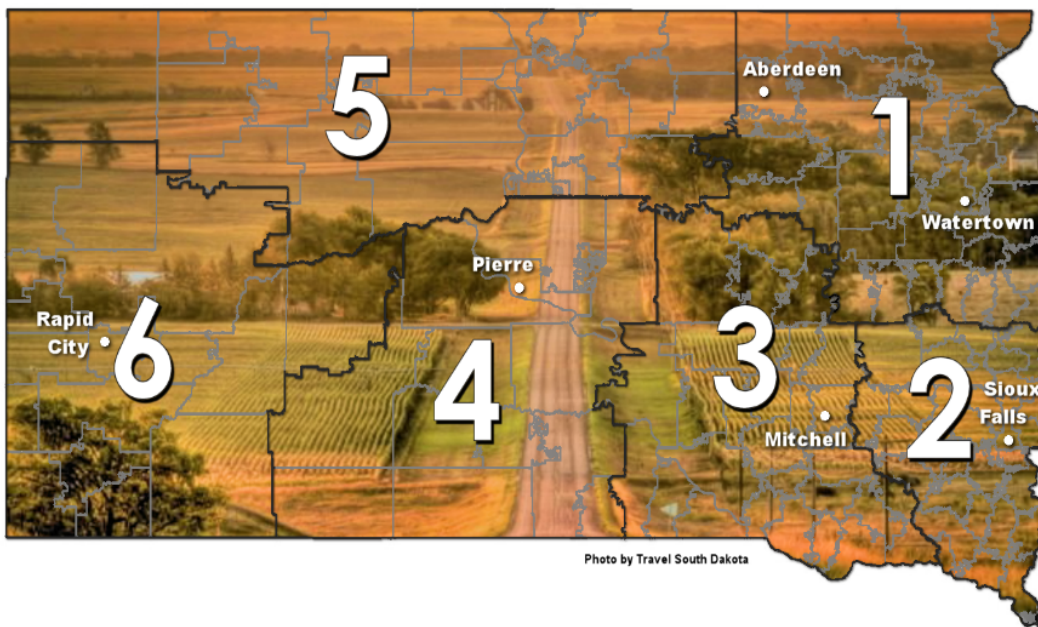 5
Aberdeen
1
Watertown
Pierre
Rapid
City
6
4
3
Mitchell
2
Sioux
Falls
Photo by Travel South Dakota